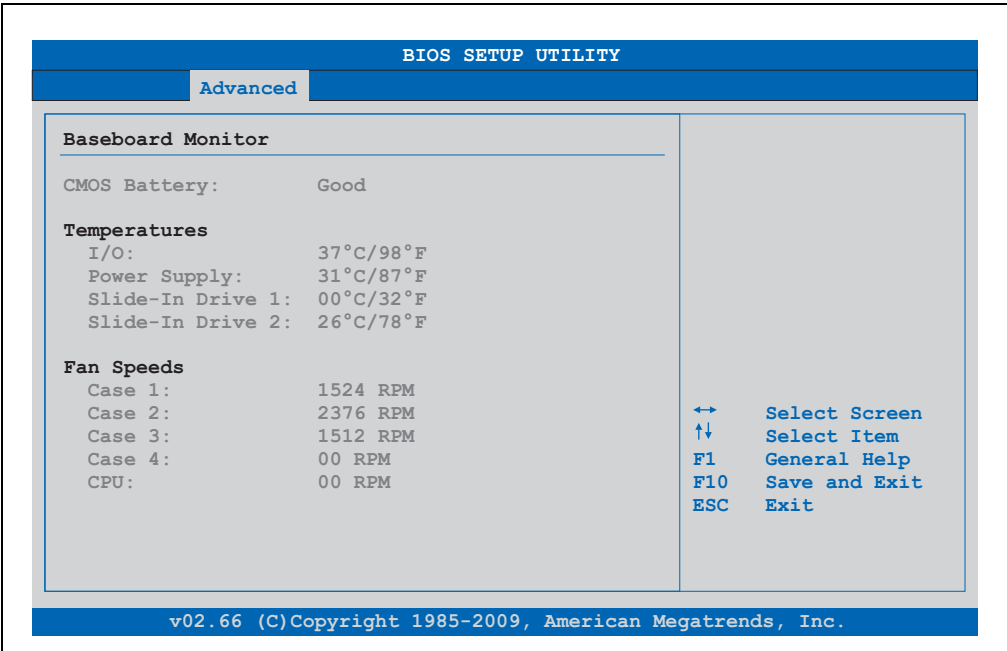 BIOS SETUP UTILITY
Advanced
Baseboard Monitor
CMOS Battery: Good
Temperatures
I/O: 37°C/98°F
Power Supply: 31°C/87°F
Slide-In Drive 1: 00°C/32°F
Slide-In Drive 2: 26°C/78°F
Fan Speeds
Case 1: 1524 RPM
Case 2: 2376 RPM
Case 3: 1512 RPM
Case 4: 00 RPM
CPU: 00 RPM
↔ Select Screen
↑↓ Select Item
F1 General Help
F10 Save and Exit
ESC Exit
v02.66 (C)Copyright 1985-2009, American Megatrends, Inc.